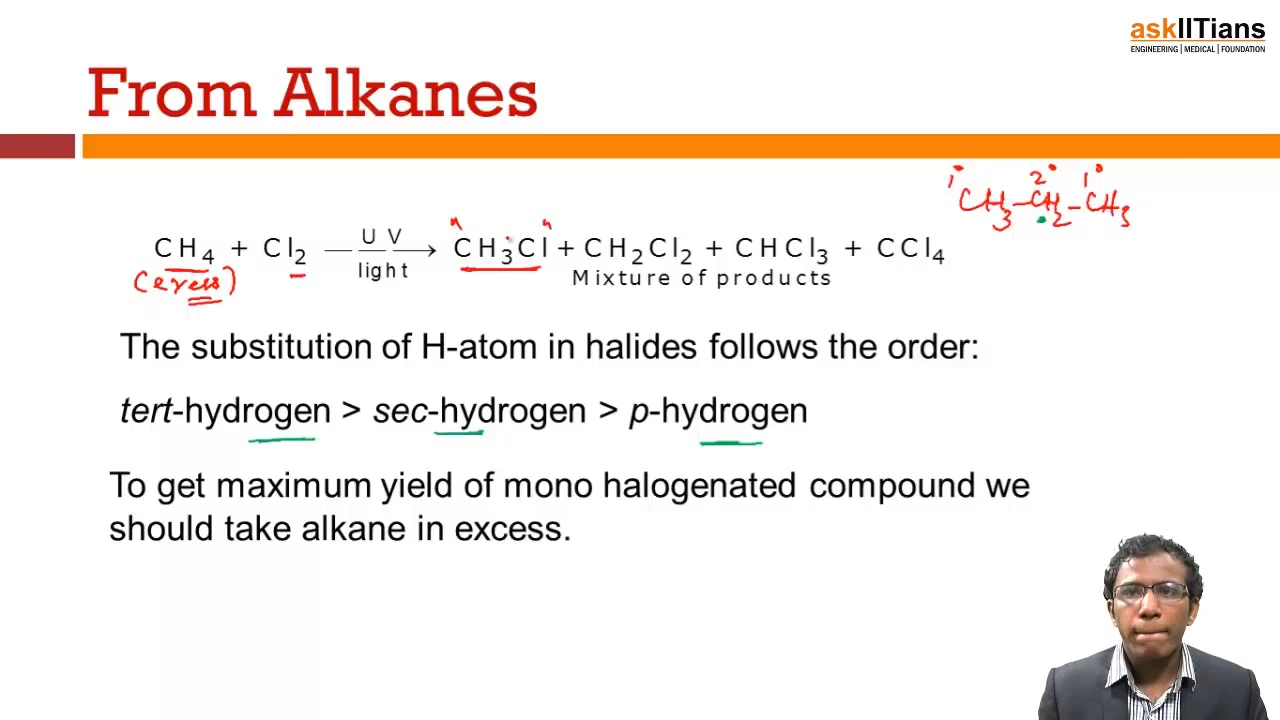 askIITians
ENGINEERING | MEDICAL | FOUNDATION
From Alkanes
1° 2° 1°
CH3-CH2-CH3
CH4 + Cl2 —UV light→ CH3Cl + CH2Cl2 + CHCl3 + CCl4
(excess)
Mixture of products
The substitution of H-atom in halides follows the order:
tert-hydrogen > sec-hydrogen > p-hydrogen
To get maximum yield of mono halogenated compound we
should take alkane in excess.